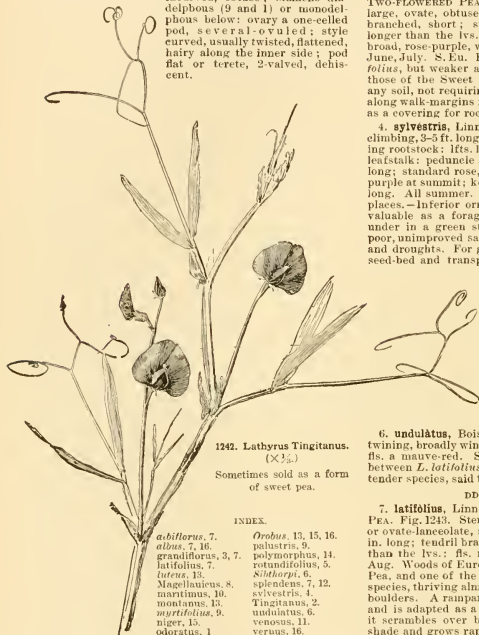 delphous (9 and 1) or monodel-
phous below: ovary a one-celled
pod, several-ovuled; style
curved, usually twisted, flattened,
hairy along the inner side; pod
flat or terete, 2-valved, dehis-
cent.
1242. Lathyrus Tingitanus.
Sometimes sold as a form
of sweet pea.
INDEX.
albiflorus, 7.
albus, 7, 16.
grandiflorus, 3, 7.
latifolius, 7.
luteus, 13.
Magellanicus, 8.
maritimus, 10.
montanus, 13.
myrtifolius, 9.
niger, 15.
odoratus, 1
Orobus, 13, 15, 16.
palustris, 9.
polymorphus, 14.
rotundifolius, 5.
Sibthorpi, 6.
splendens, 7, 12.
sylvestris, 4.
Tingitanus, 2.
undulatus, 6.
venosus, 11.
vernus, 16.
TWO-FLOWERED PEA
large, ovate, obtuse
branched, short; s
longer than the lvs.
broad, rose-purple, w
June, July. S. Eu. B
folius, but weaker a
those of the Sweet
any soil, not requirin
along walk-margins
as a covering for roc
4. sylvéstris, Linn
climbing, 3-5 ft. long
ing rootstock: lfts. l
leafstalk: peduncle
long; standard rose,
purple at summit; k
long. All summer.
places.—Inferior orn
valuable as a forag
under in a green st
poor, unimproved sa
and droughts. For g
seed-bed and transp
6. undulàtus, Bois
twining, broadly win
fls. a mauve-red. S
between L. latifolius
tender species, said t
DD
7. latifòlius, Linn
PEA. Fig. 1243. Ste
or ovate-lanceolate,
in. long; tendril bra
than the lvs.: fls. r
Aug. Woods of Eur
Pea, and one of the
species, thriving alm
boulders. A rampan
and is adapted as a
it scrambles over b
shade and grows ran